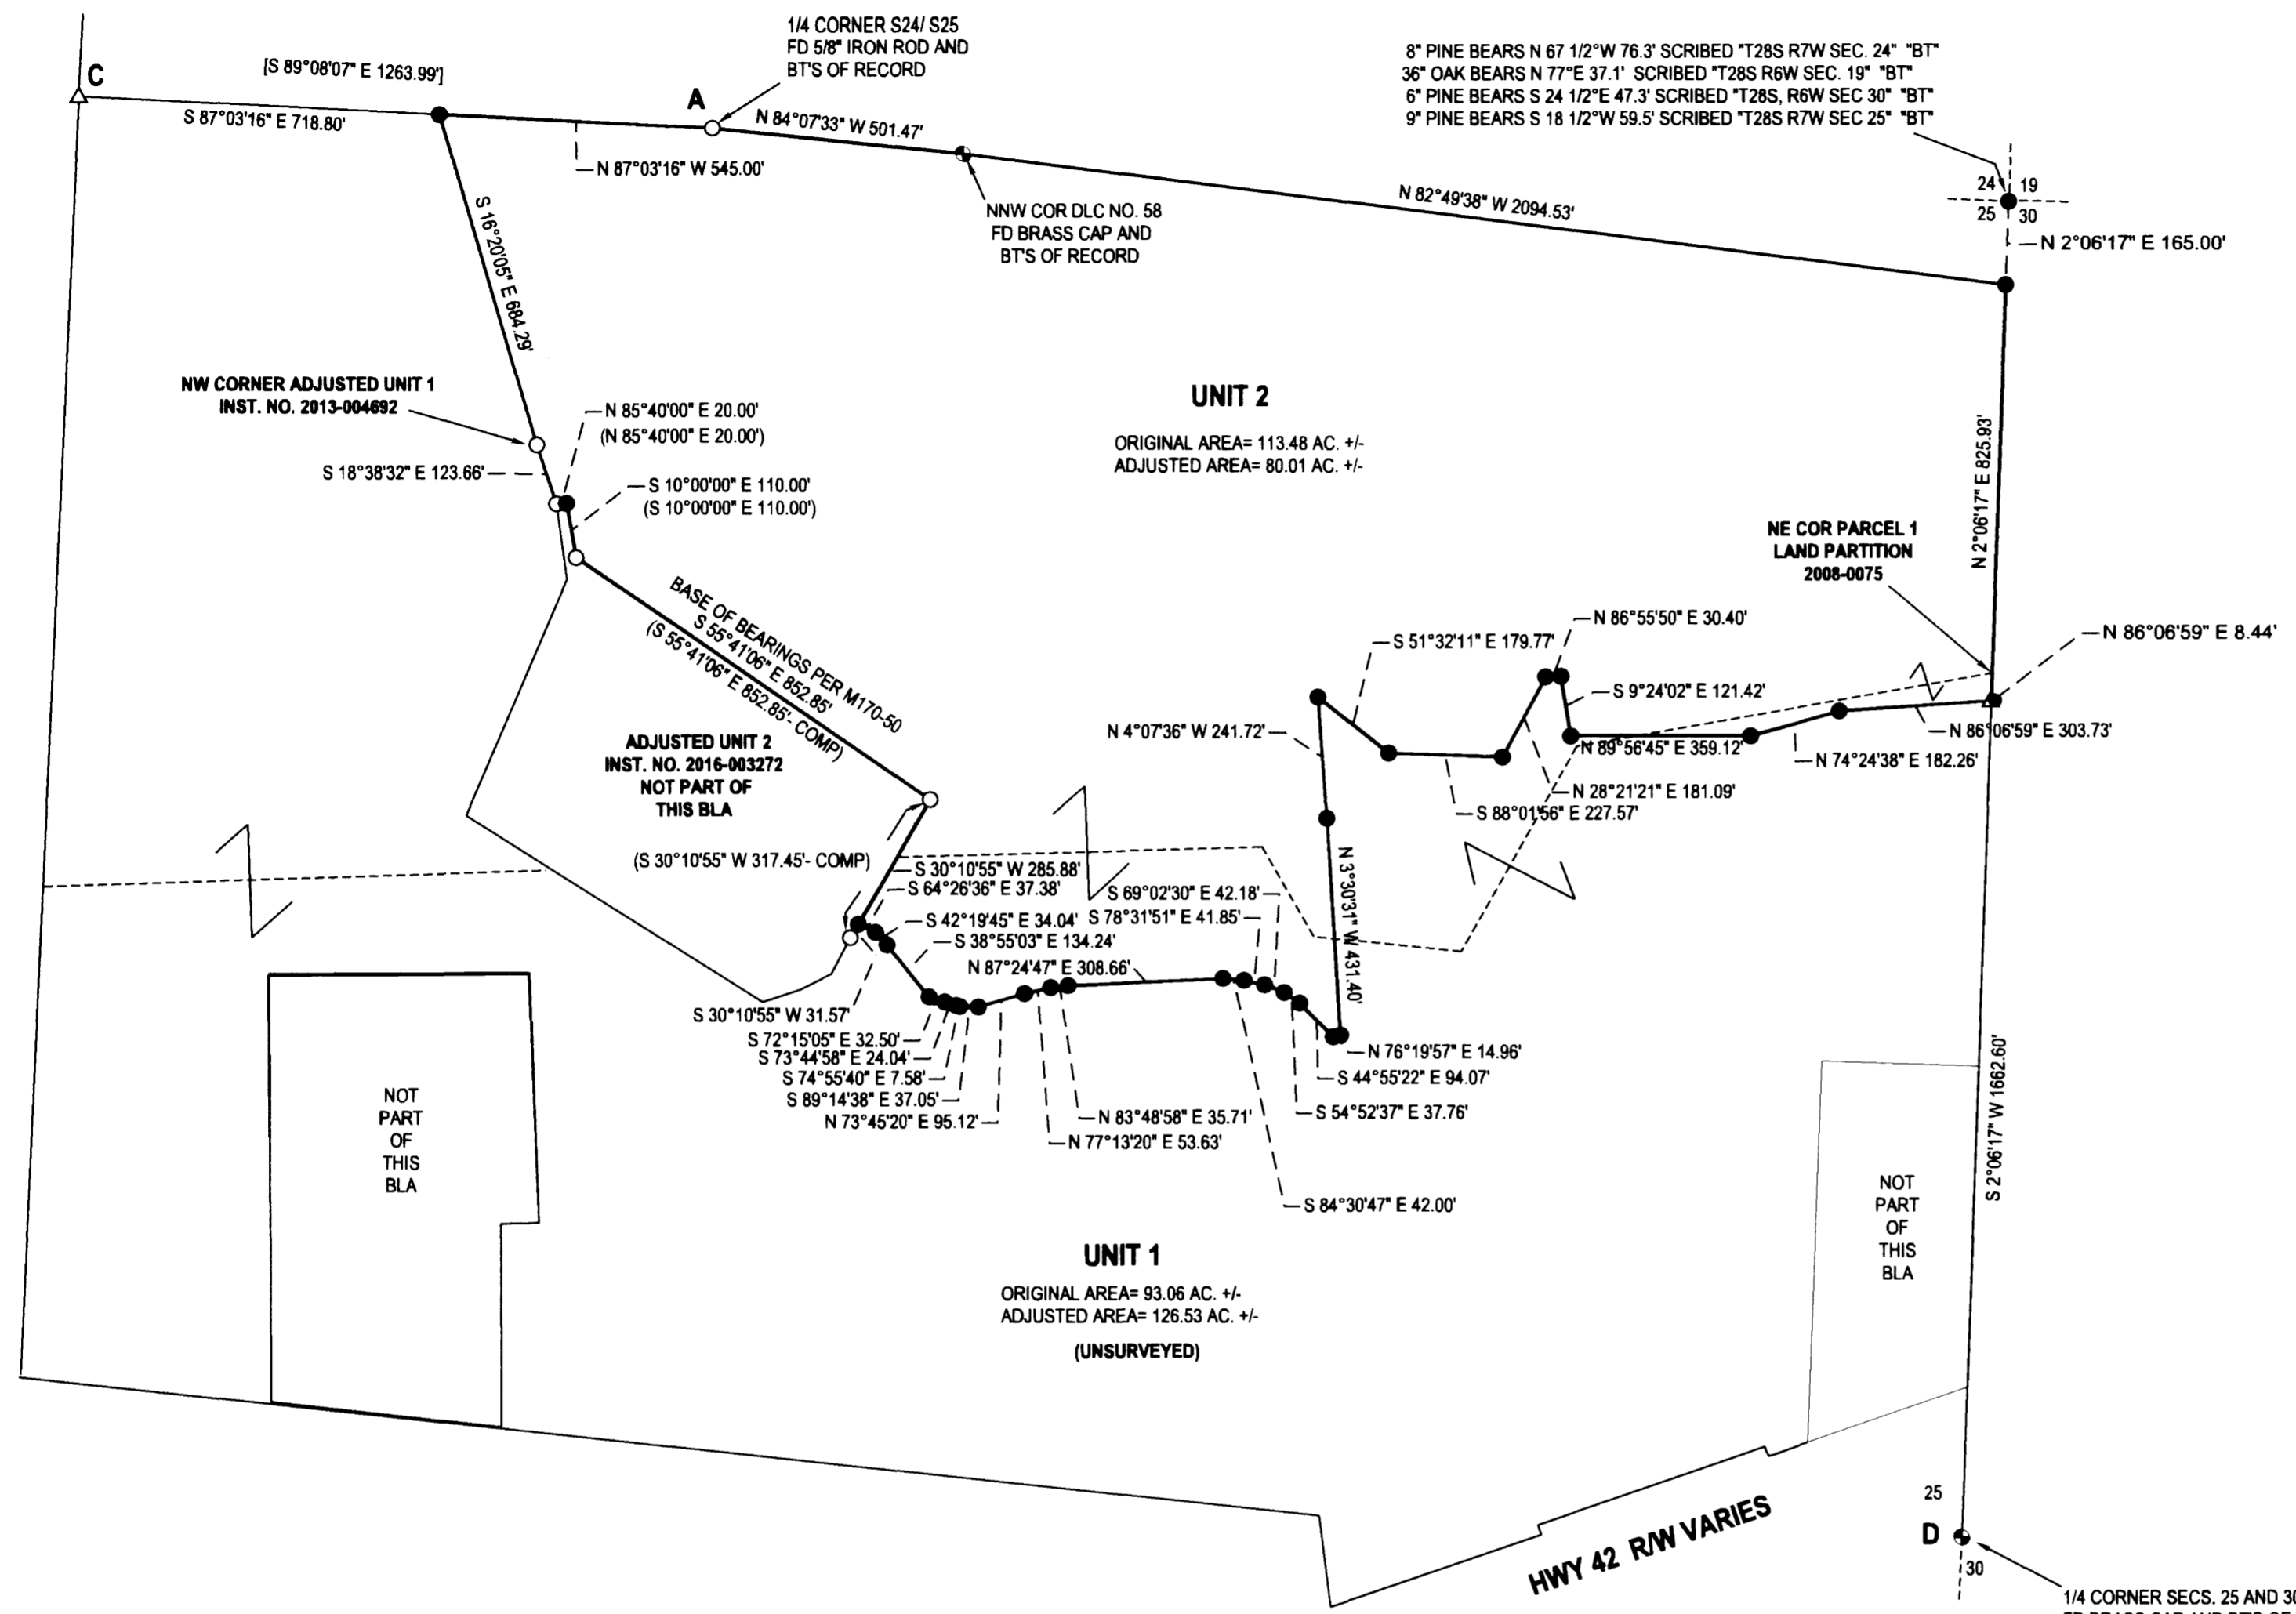 1/4 CORNER S24/ S25
FD 5/8" IRON ROD AND
BT'S OF RECORD
8" PINE BEARS N 67 1/2°W 76.3' SCRIBED "T28S R7W SEC. 24" "BT"
36" OAK BEARS N 77°E 37.1' SCRIBED "T28S R6W SEC. 19" "BT"
6" PINE BEARS S 24 1/2°E 47.3' SCRIBED "T28S, R6W SEC 30" "BT"
9" PINE BEARS S 18 1/2°W 59.5' SCRIBED "T28S R7W SEC 25" "BT"
C
[S 89°08'07" E 1263.99']
S 87°03'16" E 718.80'
A
N 84°07'33" W 501.47'
N 87°03'16" W 545.00'
NNW COR DLC NO. 58
FD BRASS CAP AND
BT'S OF RECORD
N 82°49'38" W 2094.53'
24 19
25 30
N 2°06'17" E 165.00'
S 16°20'05" E 684.29'
NW CORNER ADJUSTED UNIT 1
INST. NO. 2013-004692
N 85°40'00" E 20.00'
(N 85°40'00" E 20.00')
S 18°38'32" E 123.66'
S 10°00'00" E 110.00'
(S 10°00'00" E 110.00')
UNIT 2
ORIGINAL AREA= 113.48 AC. +/-
ADJUSTED AREA= 80.01 AC. +/-
N 2°06'17" E 825.93'
NE COR PARCEL 1
LAND PARTITION
2008-0075
N 86°06'59" E 8.44'
BASE OF BEARINGS PER M170-50
S 55°41'06" E 852.85'
(S 55°41'06" E 852.85'- COMP)
N 86°55'50" E 30.40'
S 51°32'11" E 179.77'
S 9°24'02" E 121.42'
N 4°07'36" W 241.72'
N 89°56'45" E 359.12'
N 86°06'59" E 303.73'
N 74°24'38" E 182.26'
N 28°21'21" E 181.09'
S 88°01'56" E 227.57'
ADJUSTED UNIT 2
INST. NO. 2016-003272
NOT PART OF
THIS BLA
(S 30°10'55" W 317.45'- COMP)
S 30°10'55" W 285.88'
S 64°26'36" E 37.38'
S 42°19'45" E 34.04'
S 38°55'03" E 134.24'
N 87°24'47" E 308.66'
S 69°02'30" E 42.18'
S 78°31'51" E 41.85'
N 3°30'31" W 431.40'
S 30°10'55" W 31.57'
S 72°15'05" E 32.50'
S 73°44'58" E 24.04'
S 74°55'40" E 7.58'
S 89°14'38" E 37.05'
N 73°45'20" E 95.12'
N 83°48'58" E 35.71'
N 77°13'20" E 53.63'
N 76°19'57" E 14.96'
S 44°55'22" E 94.07'
S 54°52'37" E 37.76'
S 84°30'47" E 42.00'
S 2°06'17" W 1662.60'
NOT
PART
OF
THIS
BLA
UNIT 1
ORIGINAL AREA= 93.06 AC. +/-
ADJUSTED AREA= 126.53 AC. +/-
(UNSURVEYED)
NOT
PART
OF
THIS
BLA
HWY 42 R/W VARIES
25
D
30
1/4 CORNER SECS. 25 AND 30